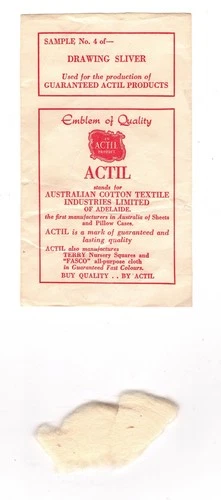 SAMPLE No. 4 of—
DRAWING SLIVER
Used for the production of
GUARANTEED ACTIL PRODUCTS
Emblem of Quality
ACTIL
ACTIL
stands for
AUSTRALIAN COTTON TEXTILE
INDUSTRIES LIMITED
OF ADELAIDE.
the first manufacturers in Australia of Sheets
and Pillow Cases.
ACTIL is a mark of guaranteed and
lasting quality
ACTIL also manufactures
TERRY Nursery Squares and
"FASCO" all-purpose cloth
in Guaranteed Fast Colours.
BUY QUALITY . . BY ACTIL